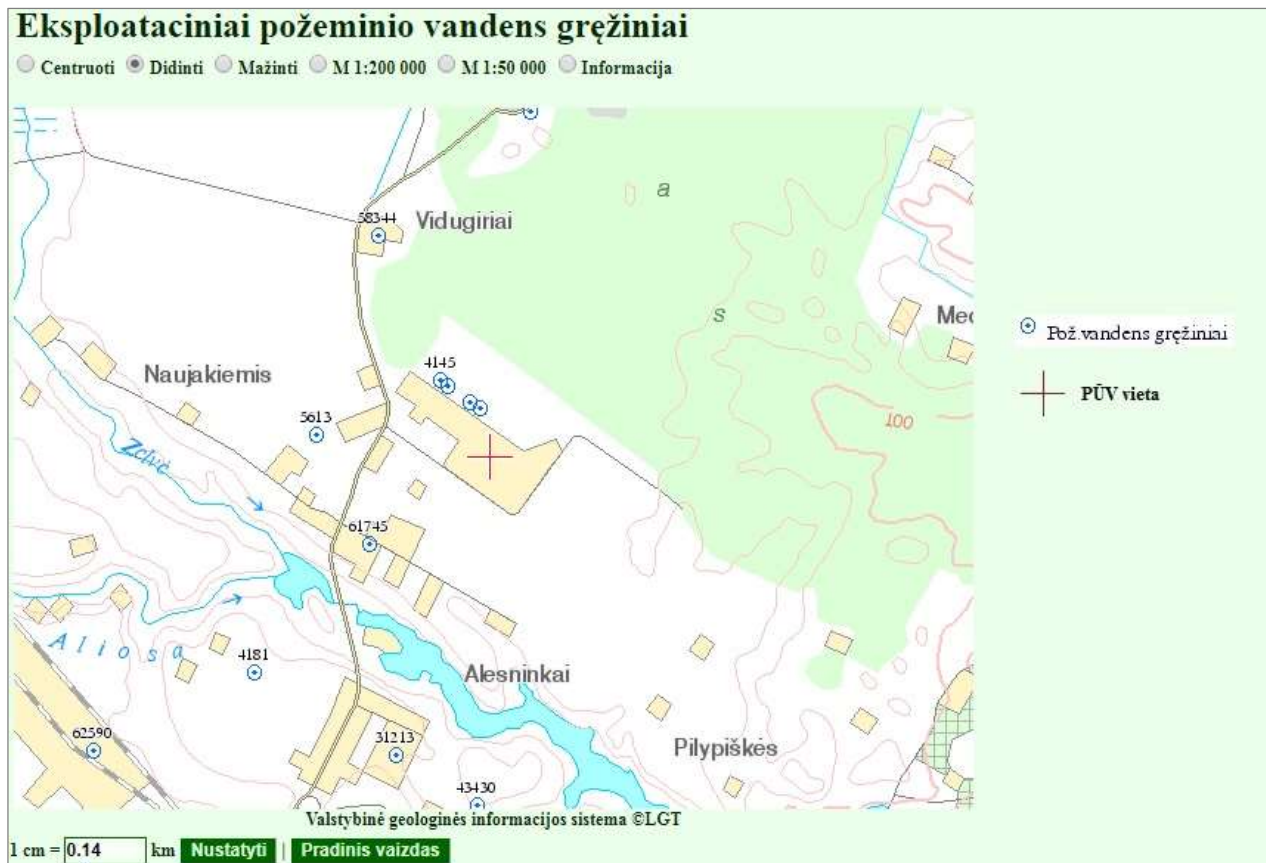 Eksploataciniai požeminio vandens gręžiniai
Centruoti Didinti Mažinti M 1:200 000 M 1:50 000 Informacija
a
58344
Vidugiriai
s
Med
Pož.vandens gręžiniai
4145
Naujakiemis
PŪV vieta
5613
100
61745
Aliosa
4181
Alesninkai
62590
31213
Pilypiškės
43430
Valstybinė geologinės informacijos sistema ©LGT
1 cm = 0.14 km Nustatyti | Pradinis vaizdas